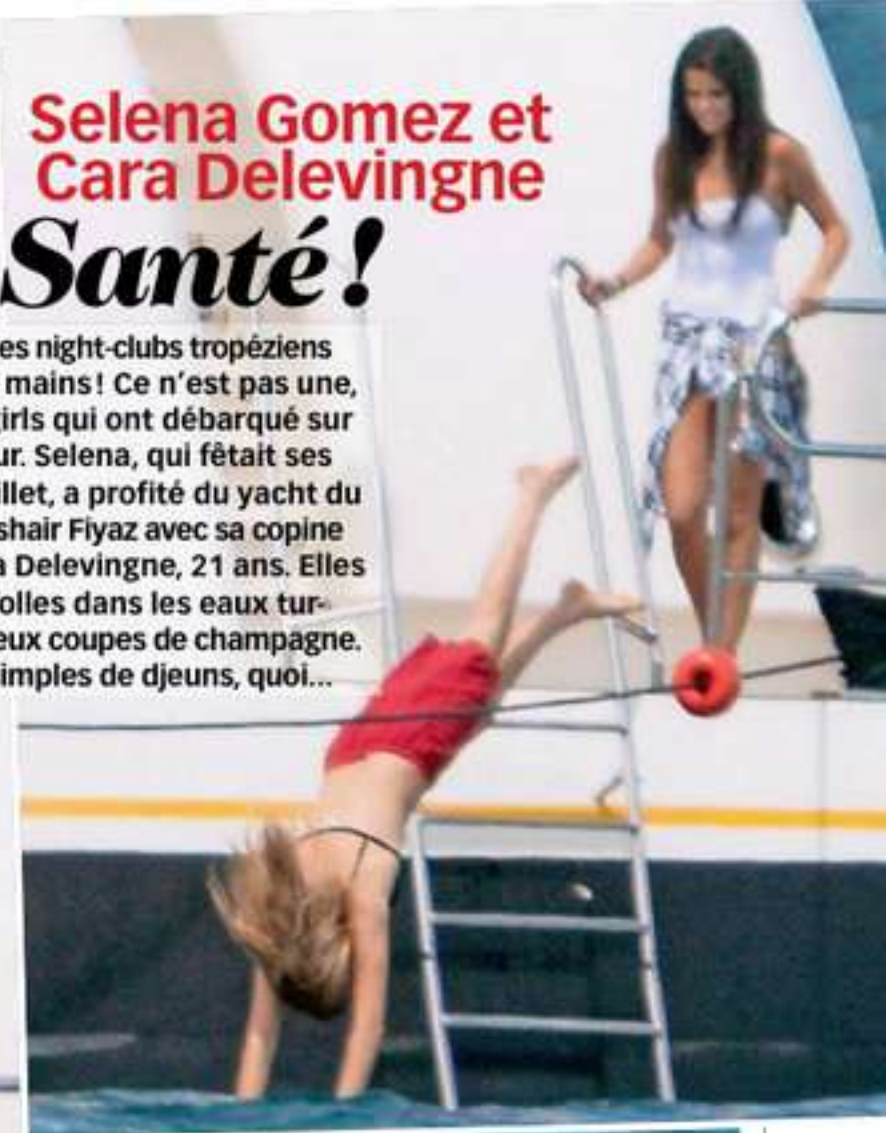 Selena Gomez et
Cara Delevingne
Santé!
es night-clubs tropéziens
mains! Ce n'est pas une,
girls qui ont débarqué sur
ur. Selena, qui fêtait ses
illet, a profité du yacht du
shair Fiyaz avec sa copine
a Delevingne, 21 ans. Elles
olles dans les eaux tur-
eux coupes de champagne.
imples de djeuns, quoi...